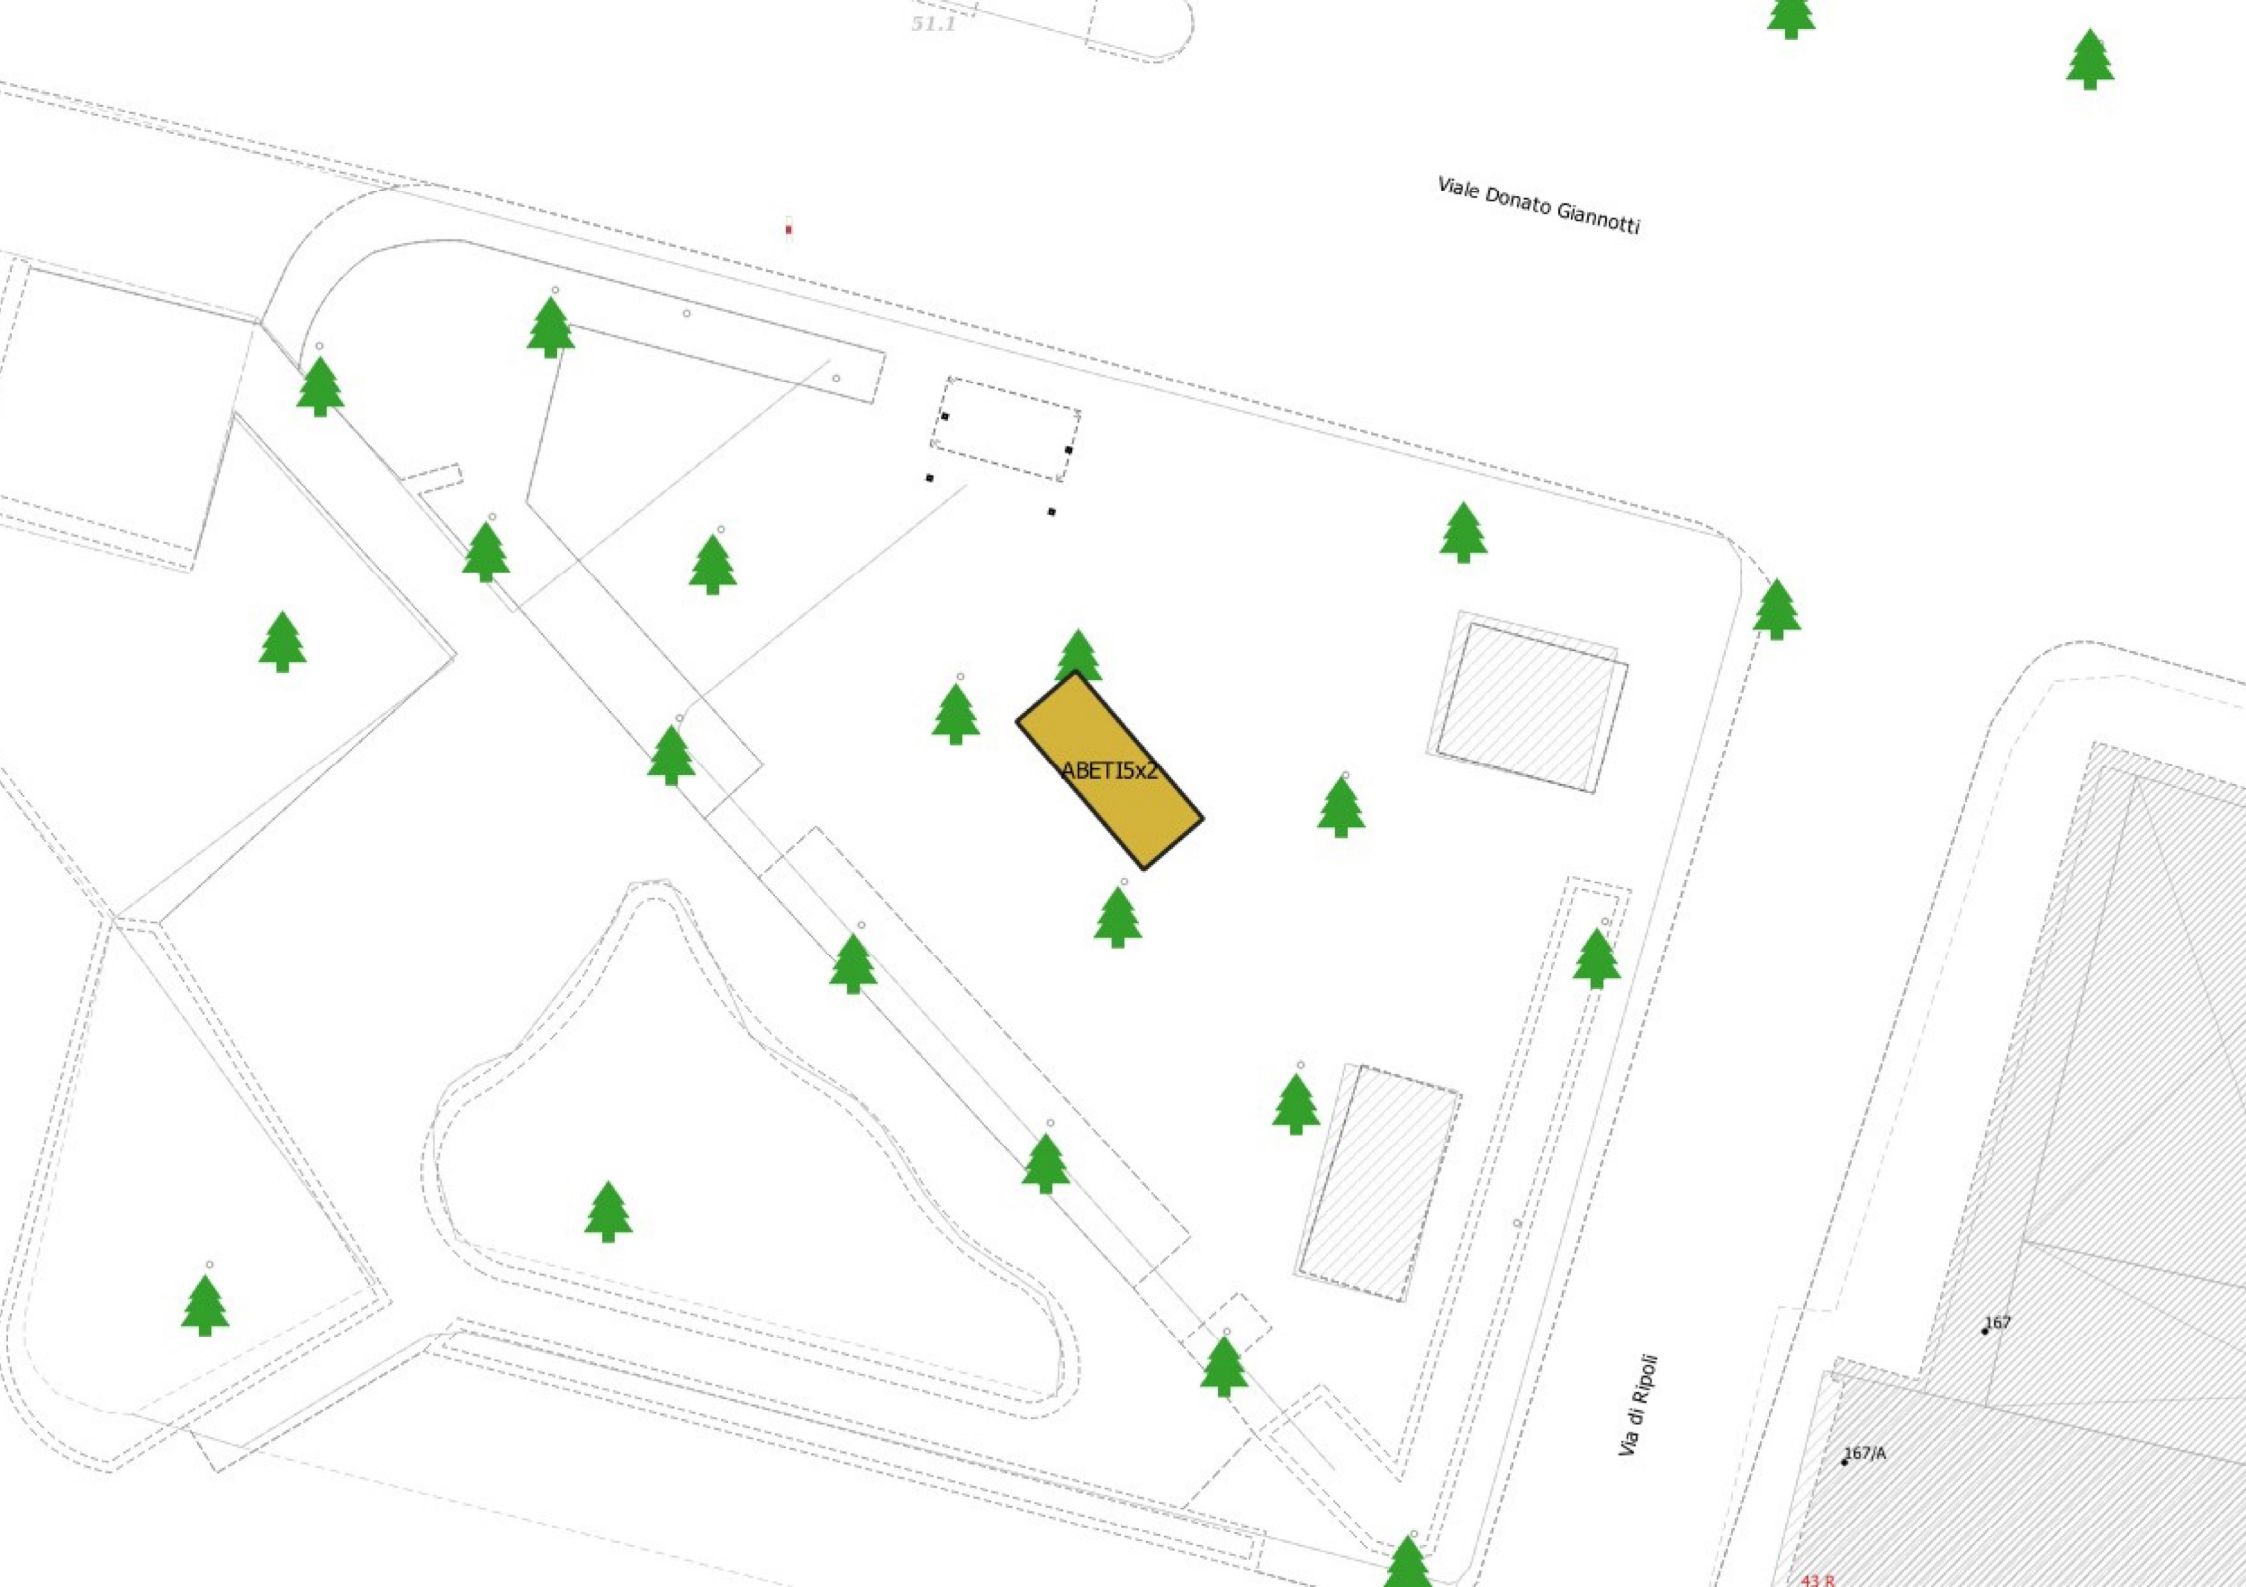 51.1
Viale Donato Giannotti
ABETI5x2
167
Via di Ripoli
167/A
43 R